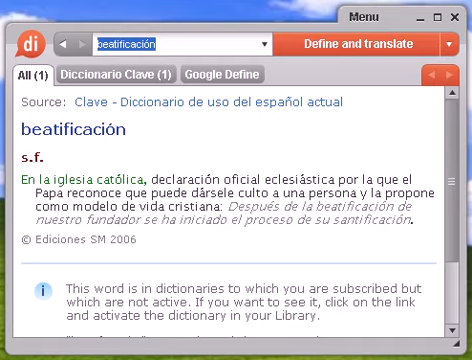 Menu
di
beatificación
Define and translate
All (1)
Diccionario Clave (1)
Google Define
Source: Clave - Diccionario de uso del español actual
beatificación
s.f.
En la iglesia católica, declaración oficial eclesiástica por la que el
Papa reconoce que puede dársele culto a una persona y la propone
como modelo de vida cristiana: Después de la beatificación de
nuestro fundador se ha iniciado el proceso de su santificación.
© Ediciones SM 2006
i
This word is in dictionaries to which you are subscribed but
which are not active. If you want to see it, click on the link
and activate the dictionary in your Library.